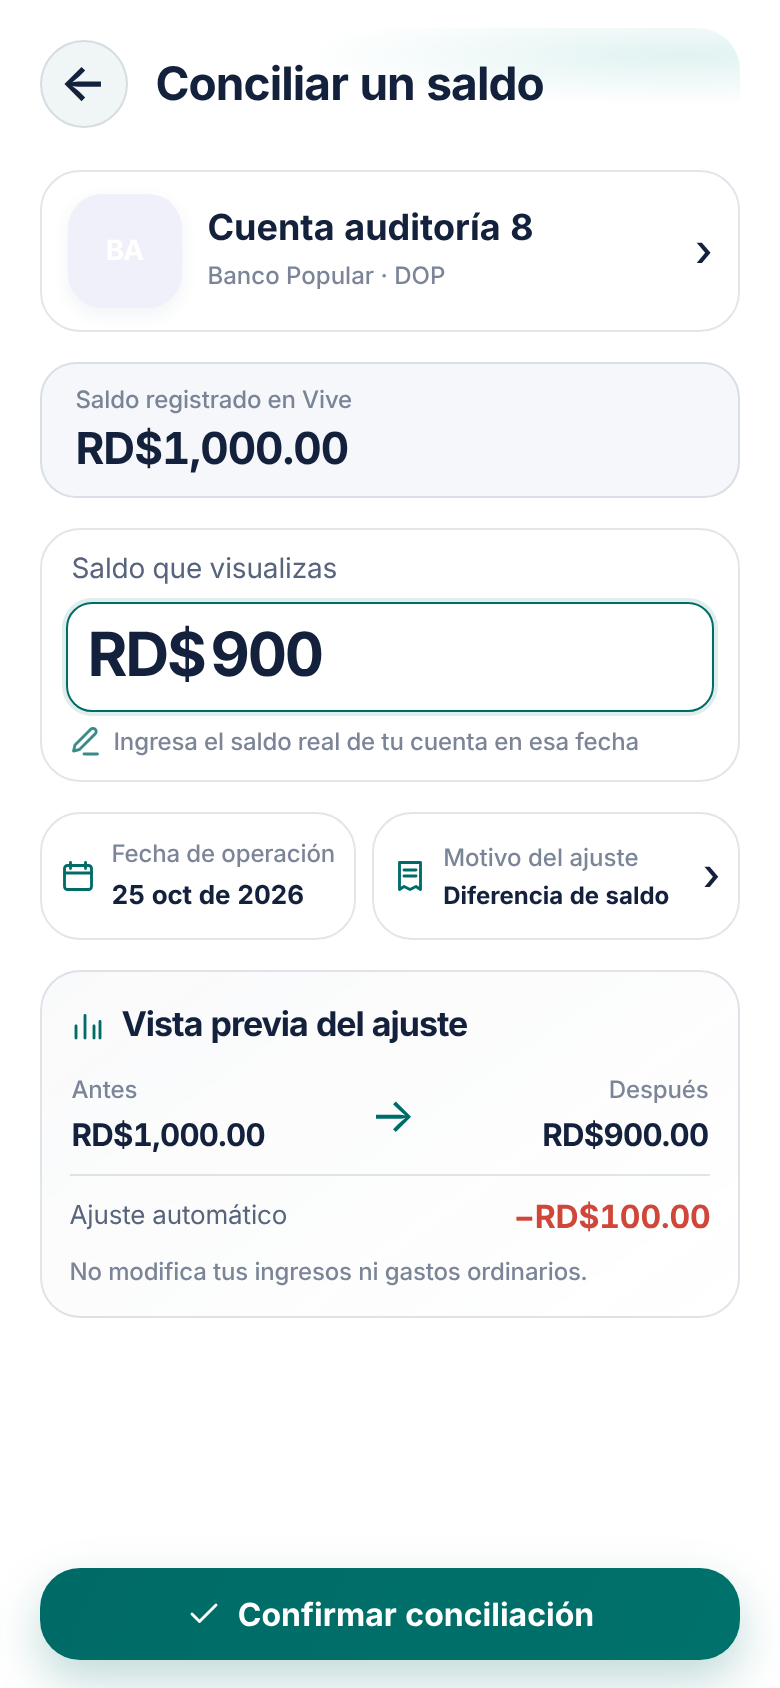 Conciliar un saldo
BA
Cuenta auditoría 8
Banco Popular · DOP
Saldo registrado en Vive
RD$1,000.00
Saldo que visualizas
RD$ 900
Ingresa el saldo real de tu cuenta en esa fecha
Fecha de operación
25 oct de 2026
Motivo del ajuste
Diferencia de saldo
Vista previa del ajuste
Antes
RD$1,000.00
Después
RD$900.00
Ajuste automático
–RD$100.00
No modifica tus ingresos ni gastos ordinarios.
Confirmar conciliación